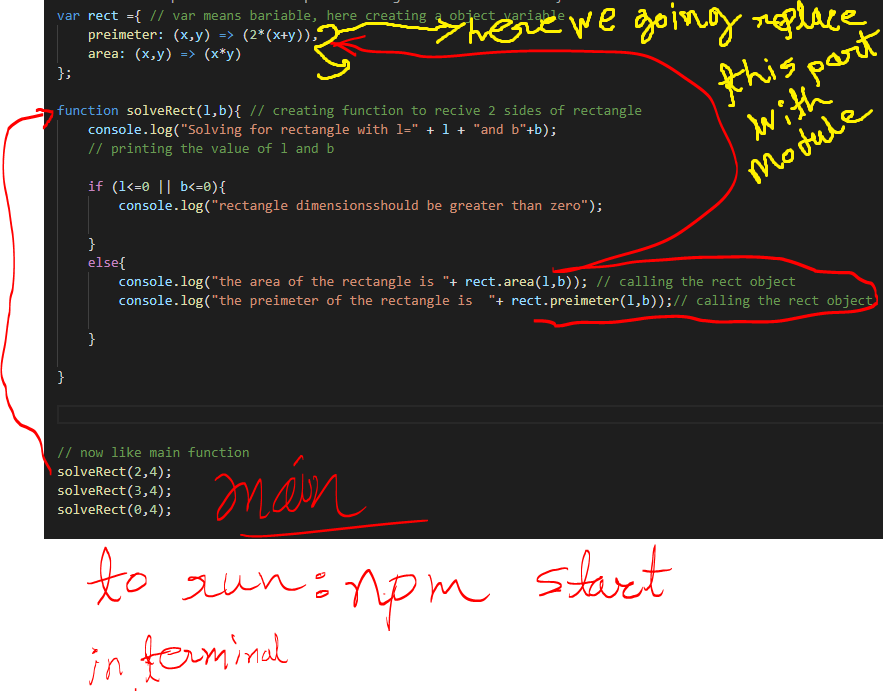 var rect ={ // var means bariable, here creating a object variable
preimeter: (x,y) => (2*(x+y)),
area: (x,y) => (x*y)
};
here we going replace
this part
with
module
function solveRect(l,b){ // creating function to recive 2 sides of rectangle
console.log("Solving for rectangle with l=" + l + "and b"+b);
// printing the value of l and b
if (l<=0 || b<=0){
console.log("rectangle dimensionsshould be greater than zero");
}
else{
console.log("the area of the rectangle is "+ rect.area(l,b)); // calling the rect object
console.log("the preimeter of the rectangle is  "+ rect.preimeter(l,b));// calling the rect object
}
}
// now like main function
solveRect(2,4);
solveRect(3,4);
solveRect(0,4);
main
to run: npm start
in terminal